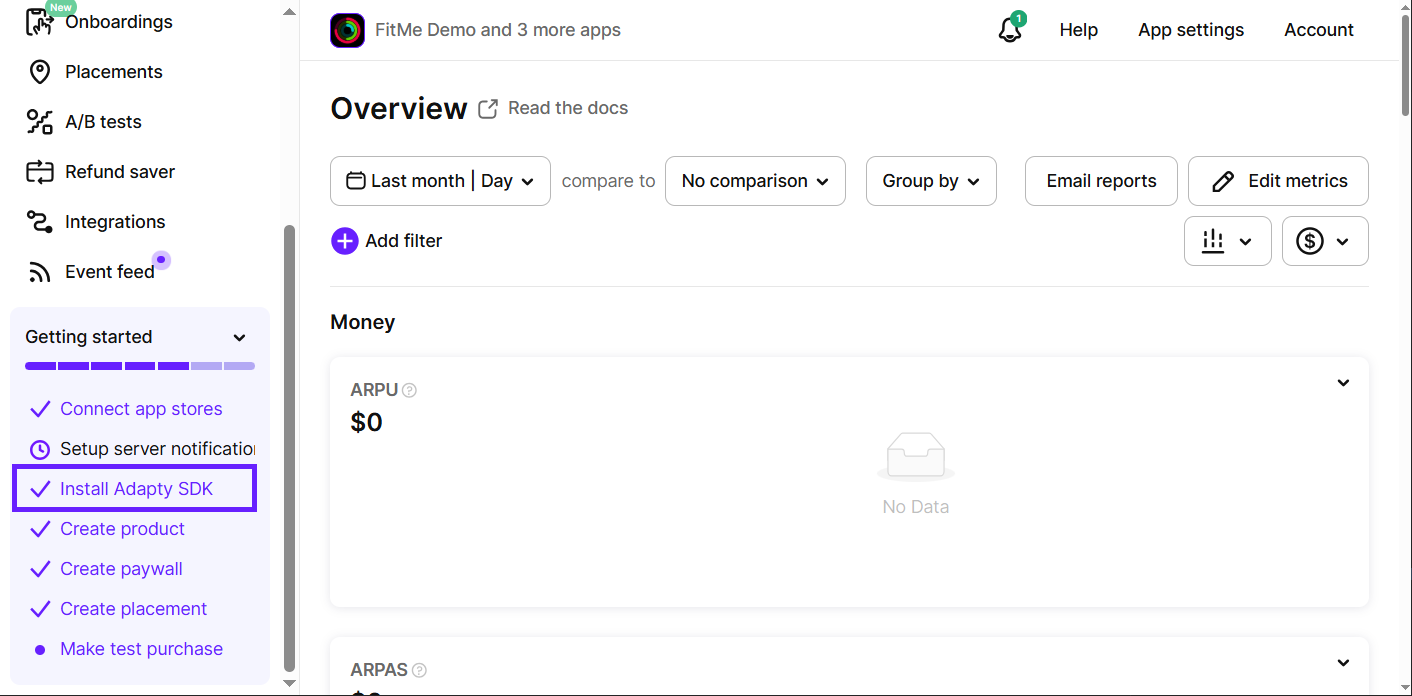 New
Onboardings
Placements
A/B tests
Refund saver
Integrations
Event feed
Getting started
Connect app stores
Setup server notification
Install Adapty SDK
Create product
Create paywall
Create placement
Make test purchase
FitMe Demo and 3 more apps
1
Help
App settings
Account
Overview
Read the docs
Last month | Day
compare to
No comparison
Group by
Email reports
Edit metrics
Add filter
$
Money
ARPU ?
$0
No Data
ARPAS ?